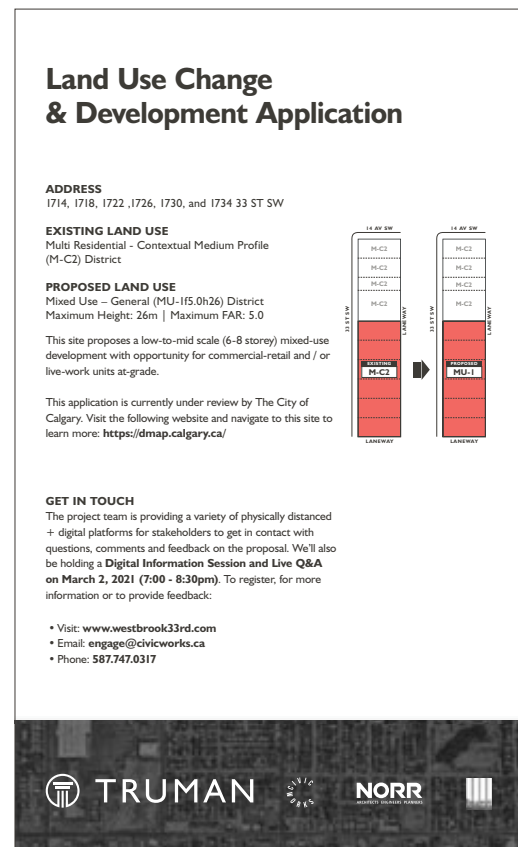 Land Use Change
& Development Application
ADDRESS
1714, 1718, 1722 ,1726, 1730, and 1734 33 ST SW
EXISTING LAND USE
Multi Residential - Contextual Medium Profile
(M-C2) District
PROPOSED LAND USE
Mixed Use – General (MU-1f5.0h26) District
Maximum Height: 26m | Maximum FAR: 5.0
This site proposes a low-to-mid scale (6-8 storey) mixed-use
development with opportunity for commercial-retail and / or
live-work units at-grade.
This application is currently under review by The City of
Calgary. Visit the following website and navigate to this site to
learn more: https://dmap.calgary.ca/
14 AV SW
M-C2
M-C2
M-C2
M-C2
33 ST SW
LANEWAY
EXISTING
M-C2
LANEWAY
14 AV SW
M-C2
M-C2
M-C2
M-C2
33 ST SW
LANEWAY
PROPOSED
MU-1
LANEWAY
GET IN TOUCH
The project team is providing a variety of physically distanced
+ digital platforms for stakeholders to get in contact with
questions, comments and feedback on the proposal. We'll also
be holding a Digital Information Session and Live Q&A
on March 2, 2021 (7:00 - 8:30pm). To register, for more
information or to provide feedback:
• Visit: www.westbrook33rd.com
• Email: engage@civicworks.ca
• Phone: 587.747.0317
TRUMAN
CIVICWORKS
NORR
ARCHITECTS ENGINEERS PLANNERS